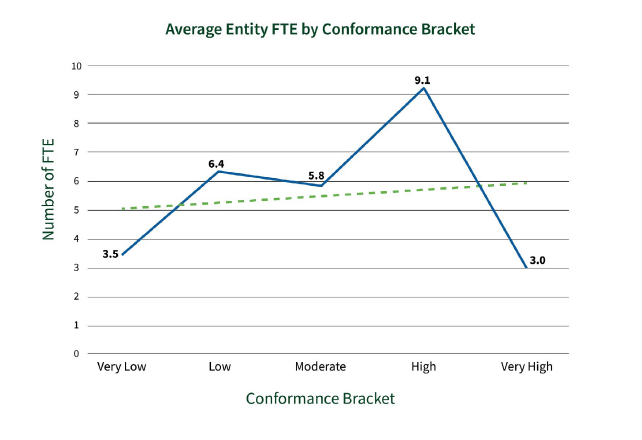 Average Entity FTE by Conformance Bracket
Number of FTE
10
9
8
7
6
5
4
3
2
1
0
3.5
6.4
5.8
9.1
3.0
Very Low
Low
Moderate
High
Very High
Conformance Bracket